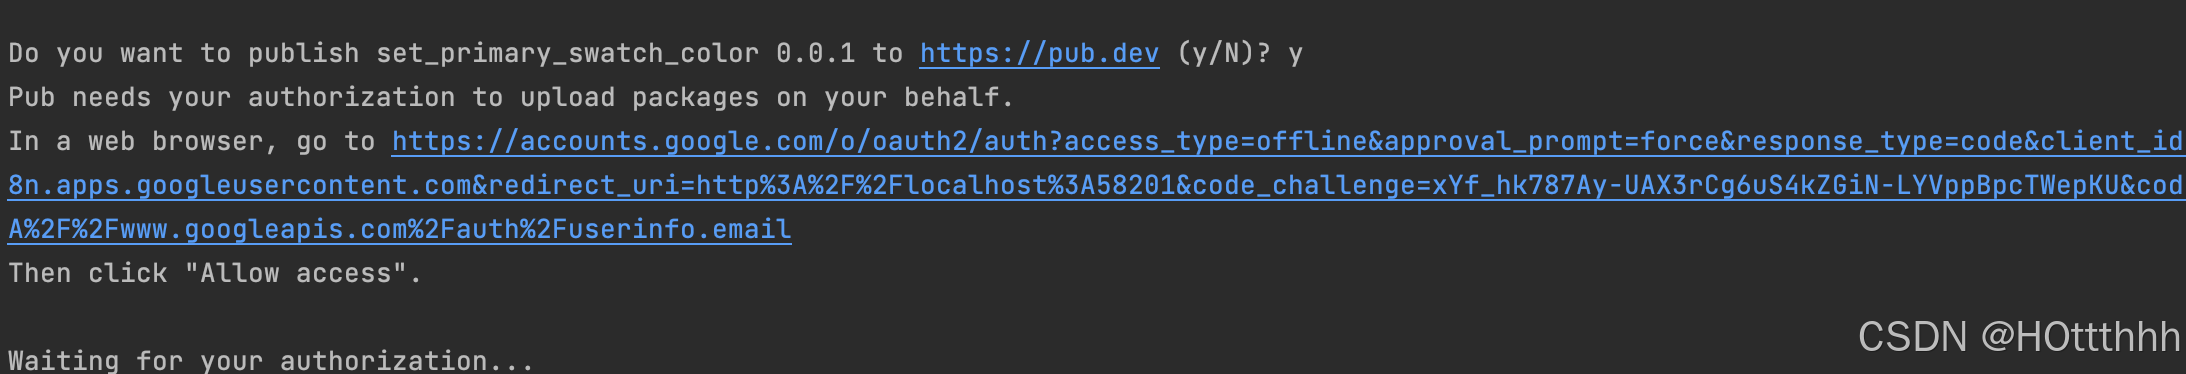 Do you want to publish set_primary_swatch_color 0.0.1 to https://pub.dev (y/N)? y
Pub needs your authorization to upload packages on your behalf.
In a web browser, go to https://accounts.google.com/o/oauth2/auth?access_type=offline&approval_prompt=force&response_type=code&client_id
8n.apps.googleusercontent.com&redirect_uri=http%3A%2F%2Flocalhost%3A58201&code_challenge=xYf_hk787Ay-UAX3rCg6uS4kZGiN-LYVppBpcTWepKU&cod
A%2F%2Fwww.googleapis.com%2Fauth%2Fuserinfo.email
Then click "Allow access".
Waiting for your authorization...
CSDN @HOttthhh